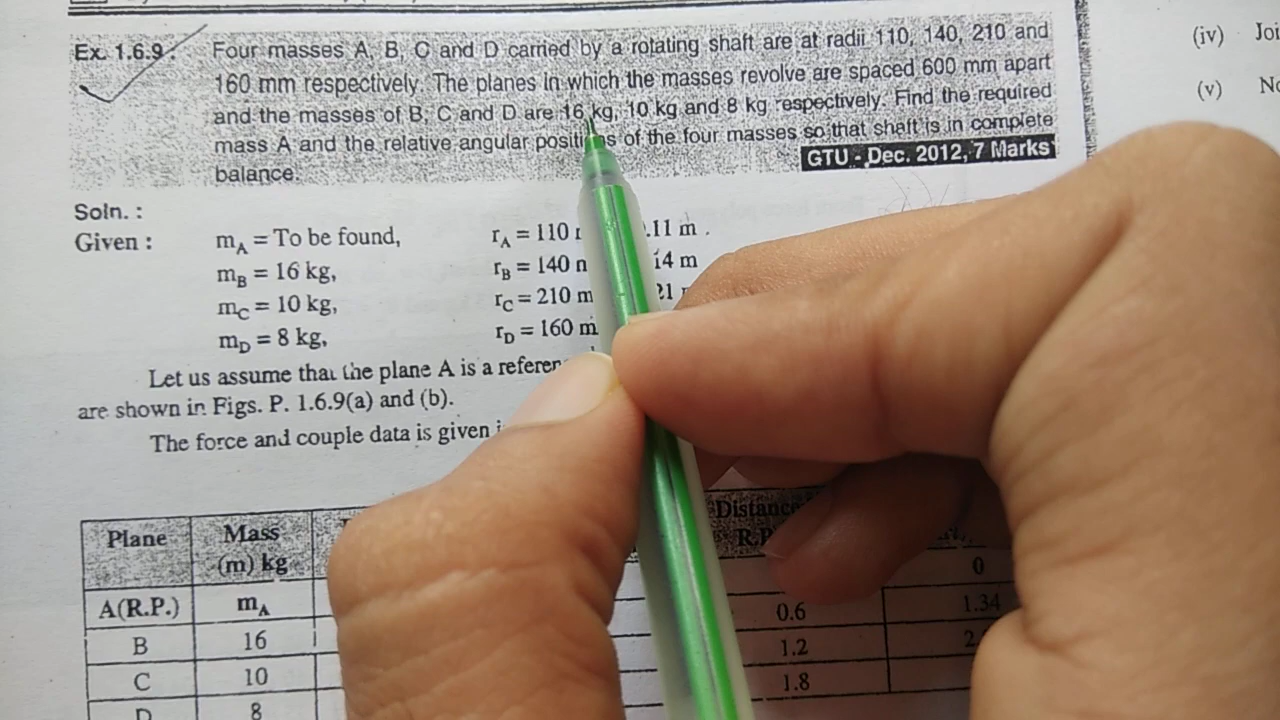 Ex. 1.6.9 : Four masses A, B, C and D carried by a rotating shaft are at radii 110, 140, 210 and
160 mm respectively. The planes in which the masses revolve are spaced 600 mm apart
and the masses of B, C and D are 16 kg, 10 kg and 8 kg respectively. Find the required
mass A and the relative angular of the four masses so that shaft is in complete
balance.
GTU - Dec. 2012, 7 Marks
Soln. :
Given : mA = To be found, rA = 110 .11 m .
mB = 16 kg, rB = 140 14 m
mC = 10 kg, rC = 210 m 21
mD = 8 kg, rD = 160 m
Let us assume that the plane A is a
are shown in Figs. P. 1.6.9(a) and (b).
The force and couple data is given
Plane Mass (m) kg Distance R.P.
0
A(R.P.) mA 0.6 1.34
B 16 1.2 2.
C 10 1.8
D 8
(iv)
(v)